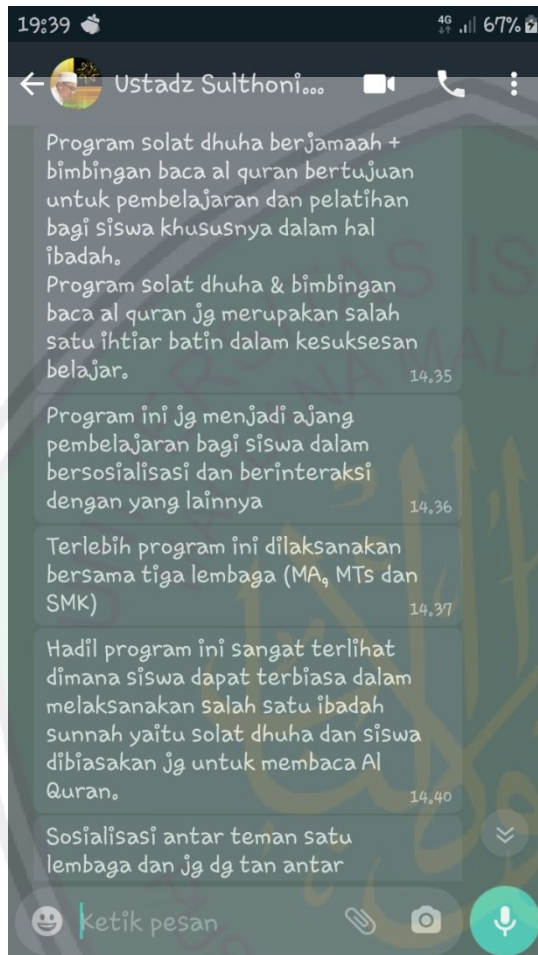 19:39
4G
67%
Ustadz Sulthoni...
Program solat dhuha berjamaah +
bimbingan baca al quran bertujuan
untuk pembelajaran dan pelatihan
bagi siswa khususnya dalam hal
ibadah.
Program solat dhuha & bimbingan
baca al quran jg merupakan salah
satu ihtiar batin dalam kesuksesan
belajar.
14.35
Program ini jg menjadi ajang
pembelajaran bagi siswa dalam
bersosialisasi dan berinteraksi
dengan yang lainnya
14.36
Terlebih program ini dilaksanakan
bersama tiga lembaga (MA, MTs dan
SMK)
14.37
Hadil program ini sangat terlihat
dimana siswa dapat terbiasa dalam
melaksanakan salah satu ibadah
sunnah yaitu solat dhuha dan siswa
dibiasakan jg untuk membaca Al
Quran.
14.40
Sosialisasi antar teman satu
lembaga dan jg dg tan antar
Ketik pesan